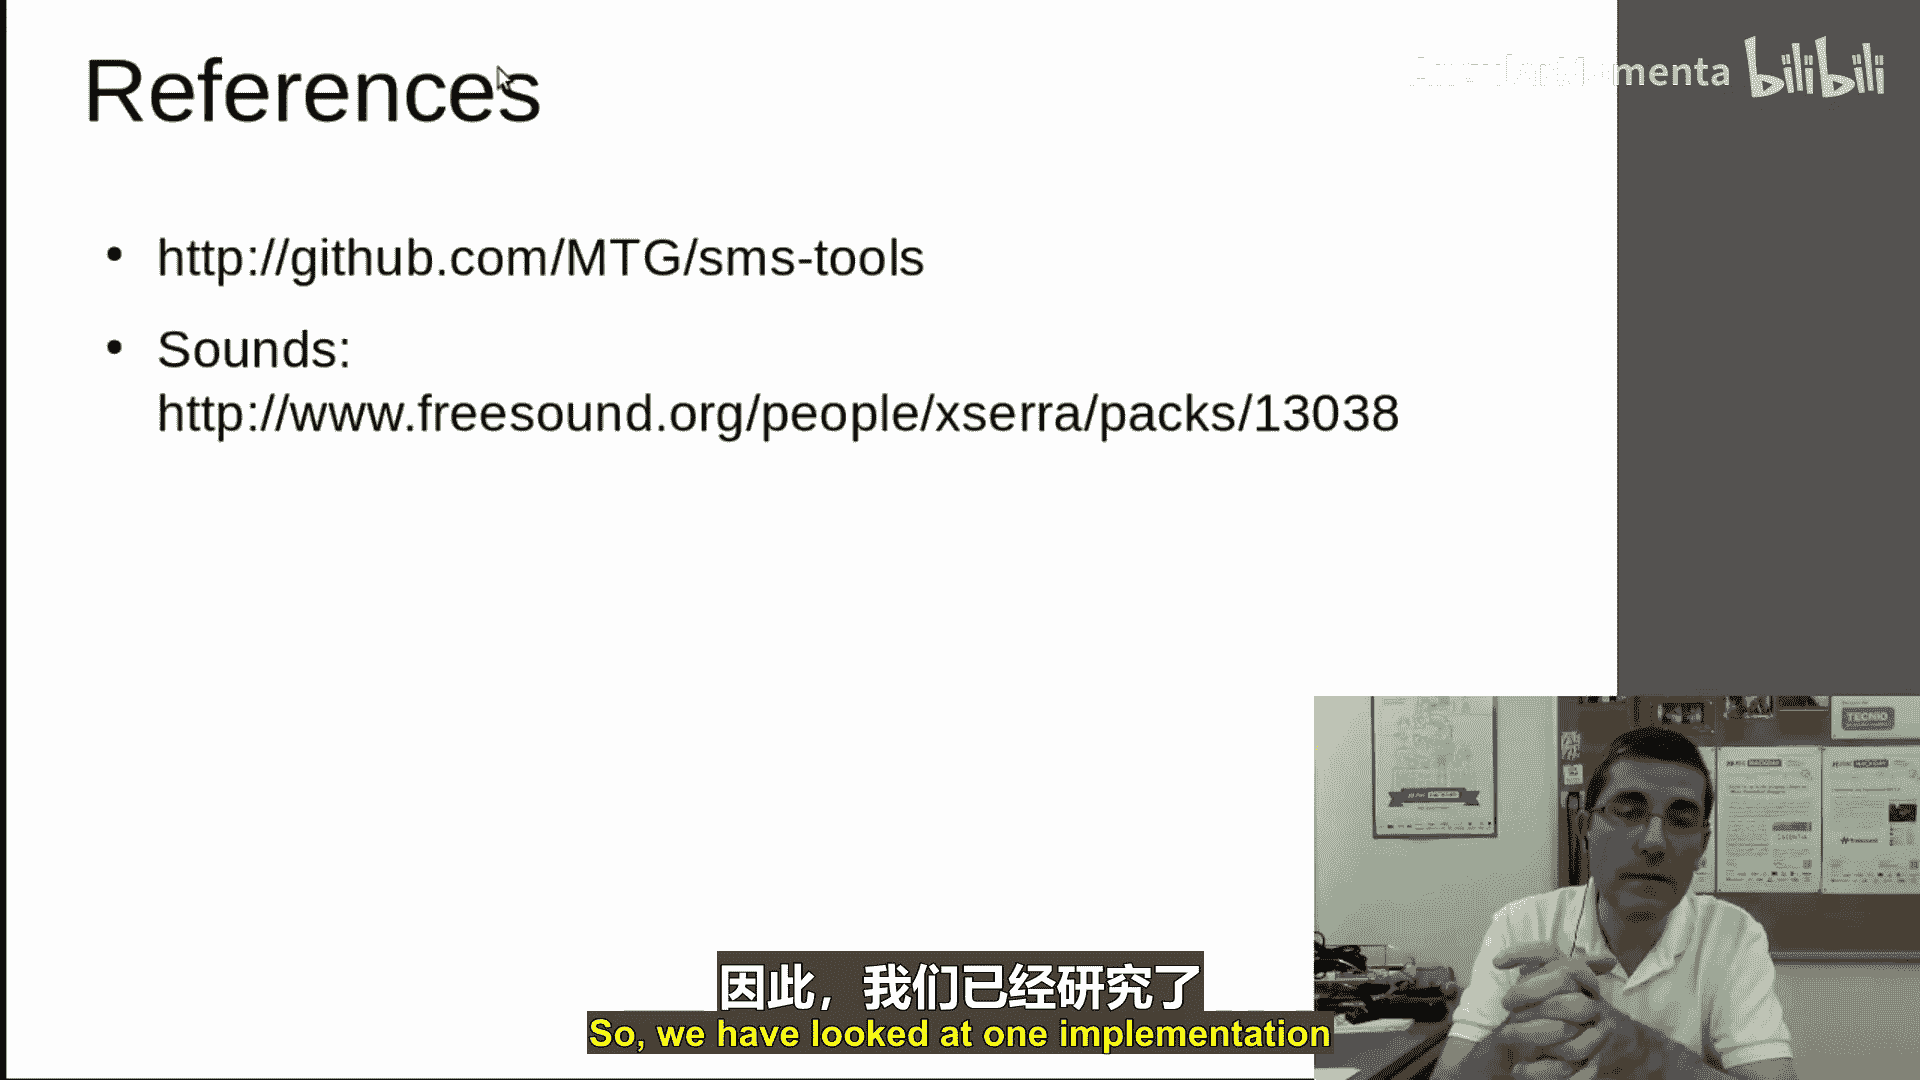 References
menta bilibili
• http://github.com/MTG/sms-tools
• Sounds:
http://www.freesound.org/people/xserra/packs/13038
TECNIO
因此，我们已经研究了
So, we have looked at one implementation